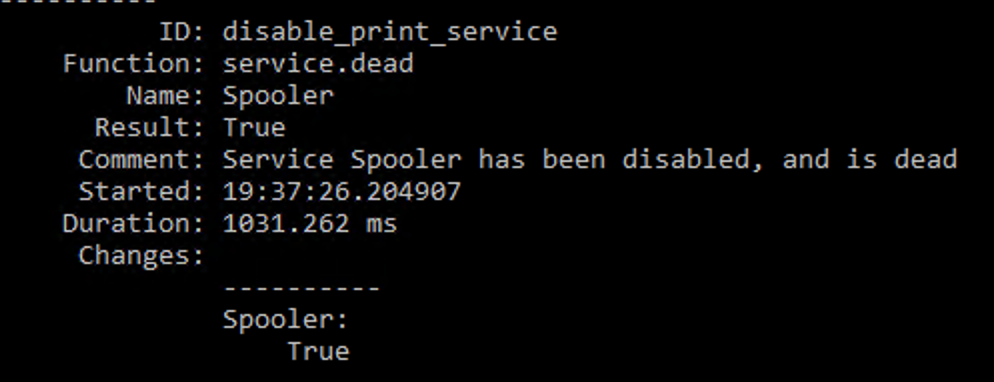 ----------
ID: disable_print_service
Function: service.dead
Name: Spooler
Result: True
Comment: Service Spooler has been disabled, and is dead
Started: 19:37:26.204907
Duration: 1031.262 ms
Changes:
----------
Spooler:
True